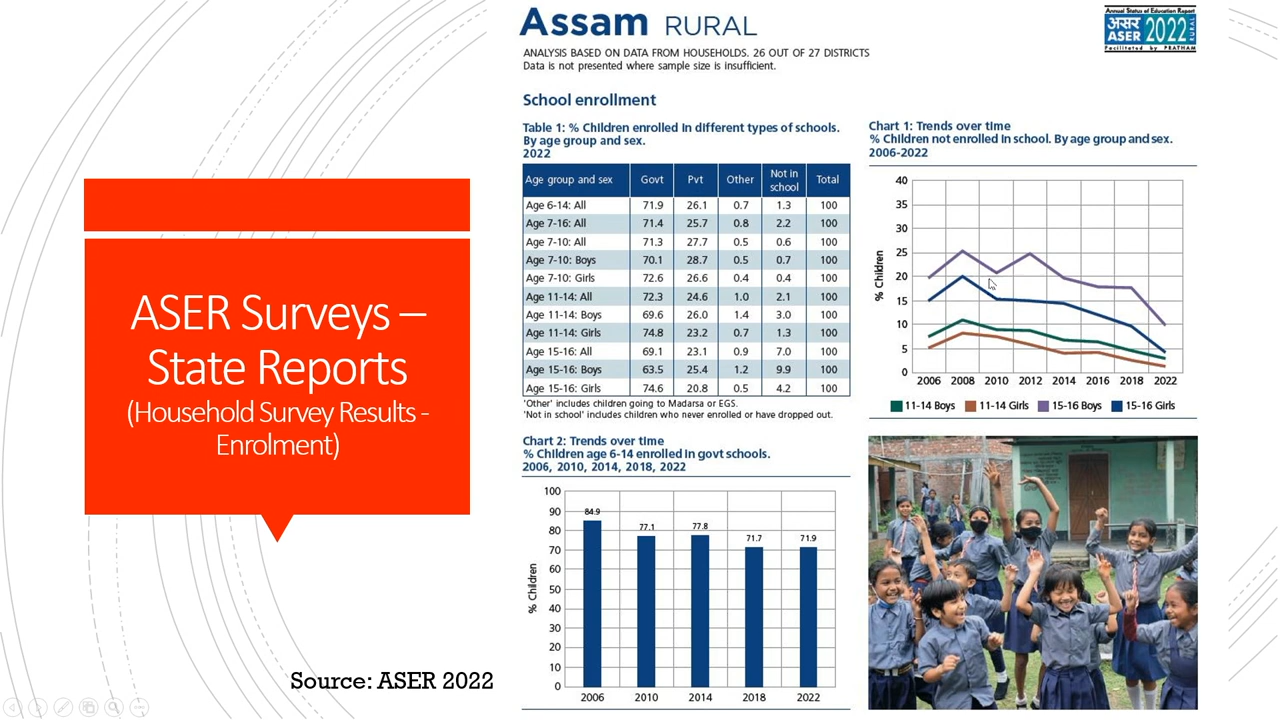 ASER Surveys –
State Reports
(Household Survey Results -
Enrolment)
Source: ASER 2022
Assam RURAL
ANALYSIS BASED ON DATA FROM HOUSEHOLDS. 26 OUT OF 27 DISTRICTS
Data is not presented where sample size is insufficient.
Annual Status of Education Report
असर
ASER 2022 RURAL
Facilitated by PRATHAM
School enrollment
Table 1: % Children enrolled in different types of schools.
By age group and sex.
2022
Age group and sex Govt Pvt Other Not in school Total
Age 6-14: All 71.9 26.1 0.7 1.3 100
Age 7-16: All 71.4 25.7 0.8 2.2 100
Age 7-10: All 71.3 27.7 0.5 0.6 100
Age 7-10: Boys 70.1 28.7 0.5 0.7 100
Age 7-10: Girls 72.6 26.6 0.4 0.4 100
Age 11-14: All 72.3 24.6 1.0 2.1 100
Age 11-14: Boys 69.6 26.0 1.4 3.0 100
Age 11-14: Girls 74.8 23.2 0.7 1.3 100
Age 15-16: All 69.1 23.1 0.9 7.0 100
Age 15-16: Boys 63.5 25.4 1.2 9.9 100
Age 15-16: Girls 74.6 20.8 0.5 4.2 100
'Other' includes children going to Madarsa or EGS.
'Not in school' includes children who never enrolled or have dropped out.
Chart 1: Trends over time
% Children not enrolled in school. By age group and sex.
2006-2022
% Children
40
35
30
25
20
15
10
5
0
2006 2008 2010 2012 2014 2016 2018 2022
11-14 Boys 11-14 Girls 15-16 Boys 15-16 Girls
Chart 2: Trends over time
% Children age 6-14 enrolled in govt schools.
2006, 2010, 2014, 2018, 2022
% Children
100
90
80
70
60
50
40
30
20
10
0
84.9 77.1 77.8 71.7 71.9
2006 2010 2014 2018 2022